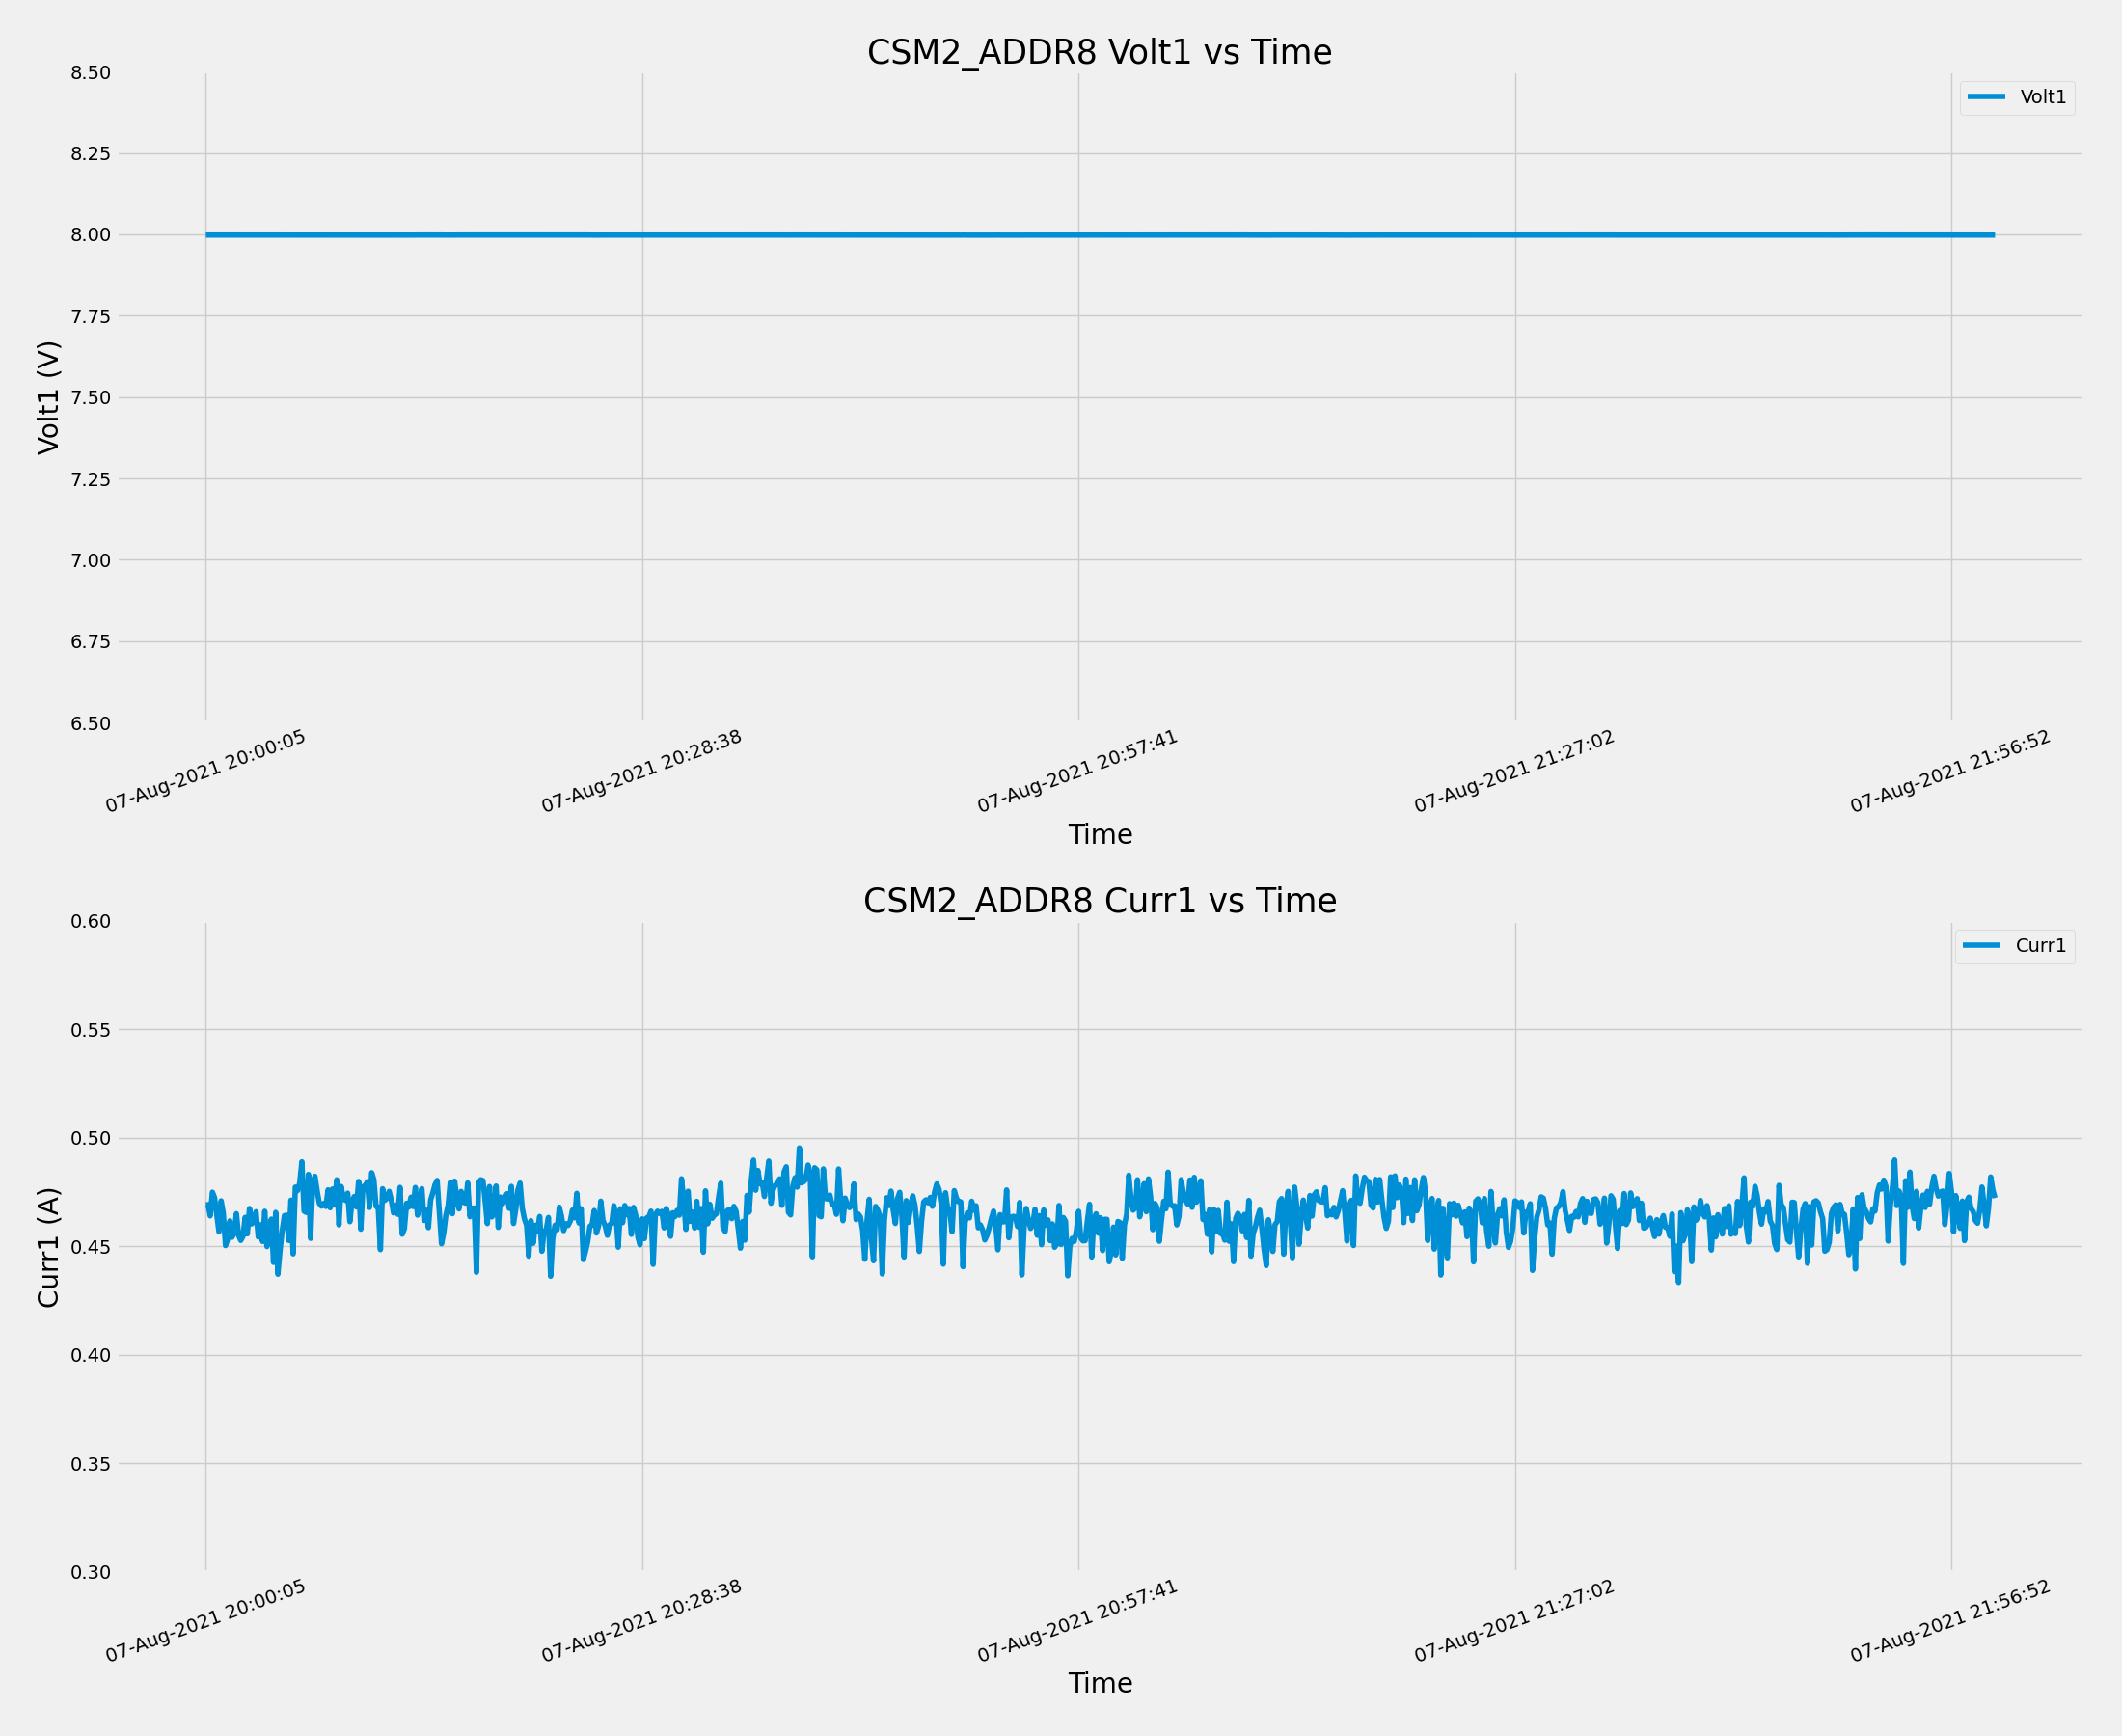 CSM2_ADDR8 Volt1 vs Time
8.50
8.25
8.00
7.75
7.50
7.25
7.00
6.75
6.50
Volt1 (V)
Volt1
07-Aug-2021 20:00:05
07-Aug-2021 20:28:38
07-Aug-2021 20:57:41
07-Aug-2021 21:27:02
07-Aug-2021 21:56:52
Time
CSM2_ADDR8 Curr1 vs Time
0.60
0.55
0.50
0.45
0.40
0.35
0.30
Curr1 (A)
Curr1
07-Aug-2021 20:00:05
07-Aug-2021 20:28:38
07-Aug-2021 20:57:41
07-Aug-2021 21:27:02
07-Aug-2021 21:56:52
Time